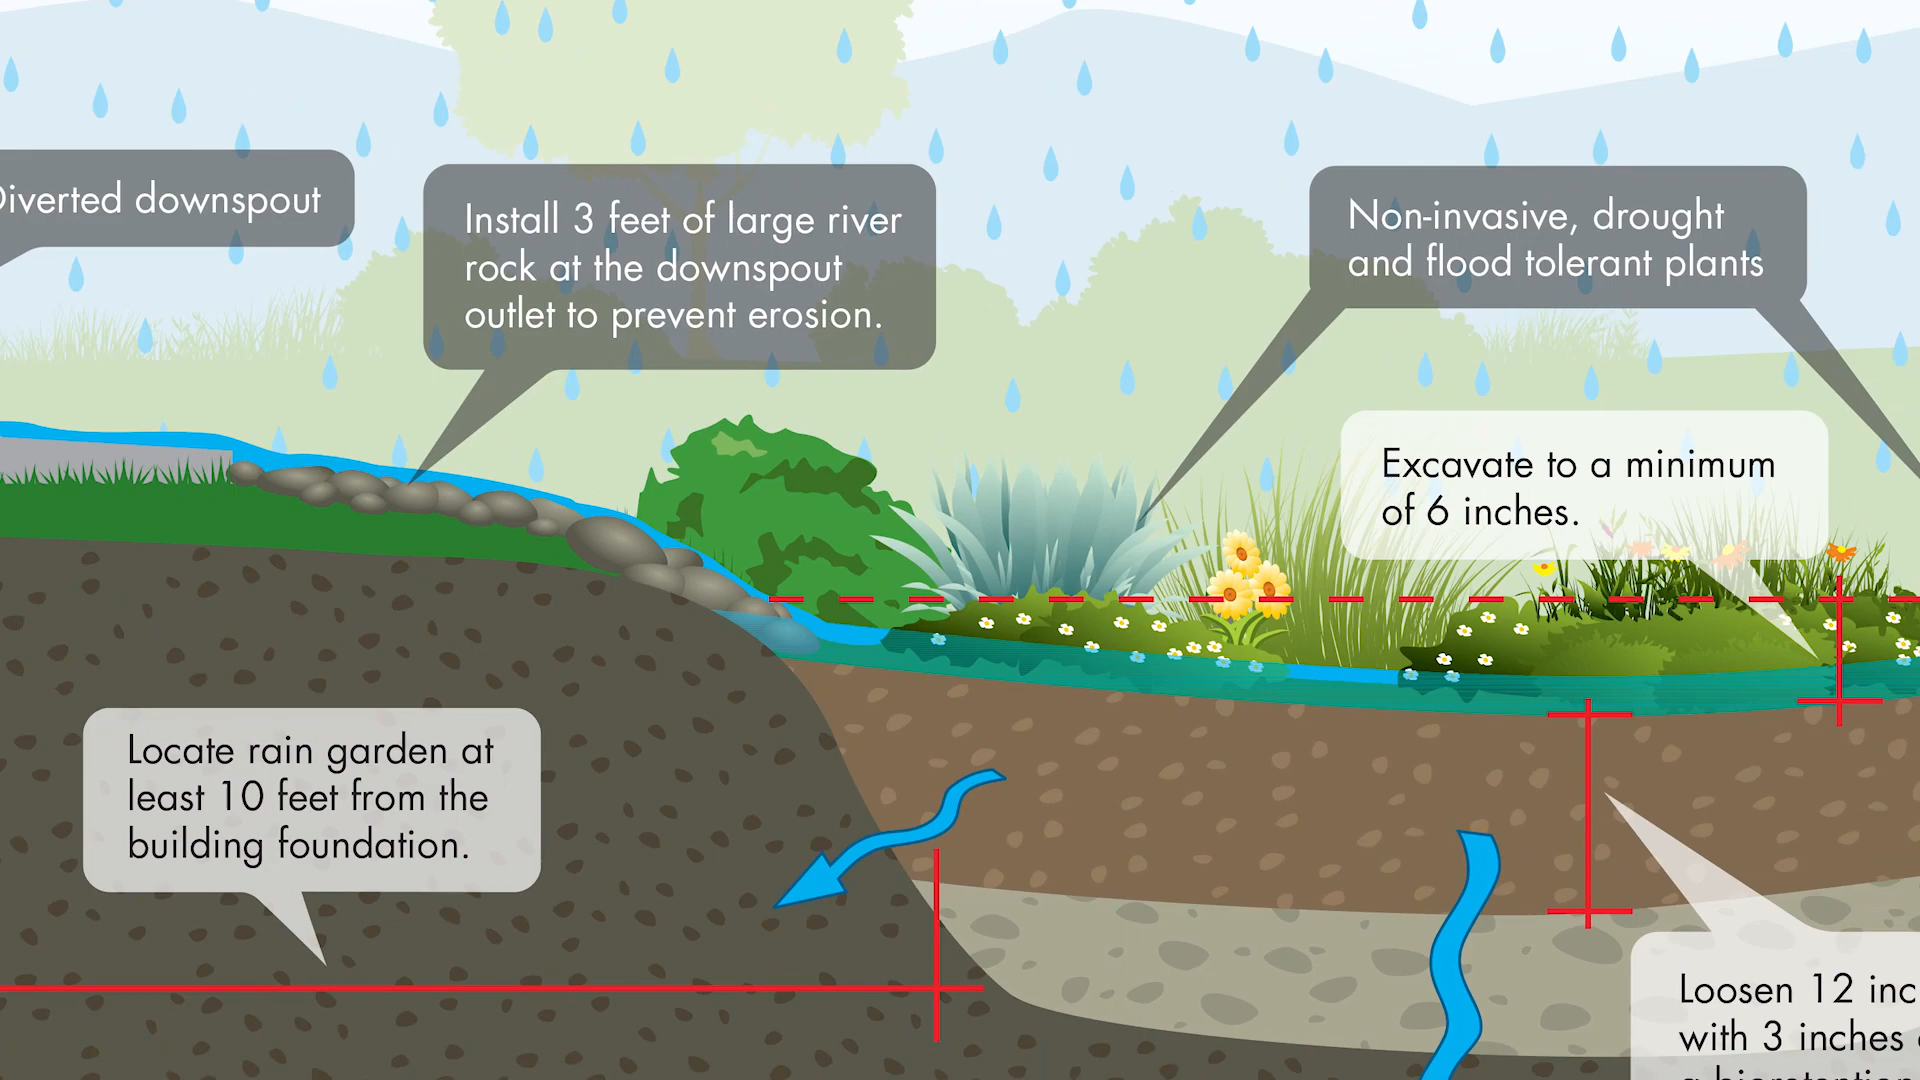 Diverted downspout
Install 3 feet of large river
rock at the downspout
outlet to prevent erosion.
Non-invasive, drought
and flood tolerant plants
Excavate to a minimum
of 6 inches.
Locate rain garden at
least 10 feet from the
building foundation.
Loosen 12 inc
with 3 inches
a bioretention